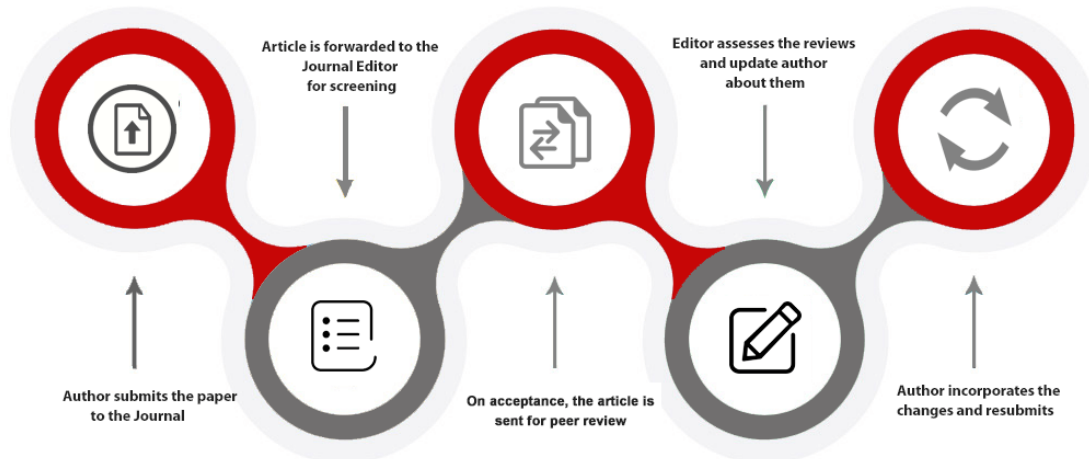 Author submits the paper
to the Journal
Article is forwarded to the
Journal Editor
for screening
On acceptance, the article is
sent for peer review
Editor assesses the reviews
and update author
about them
Author incorporates the
changes and resubmits